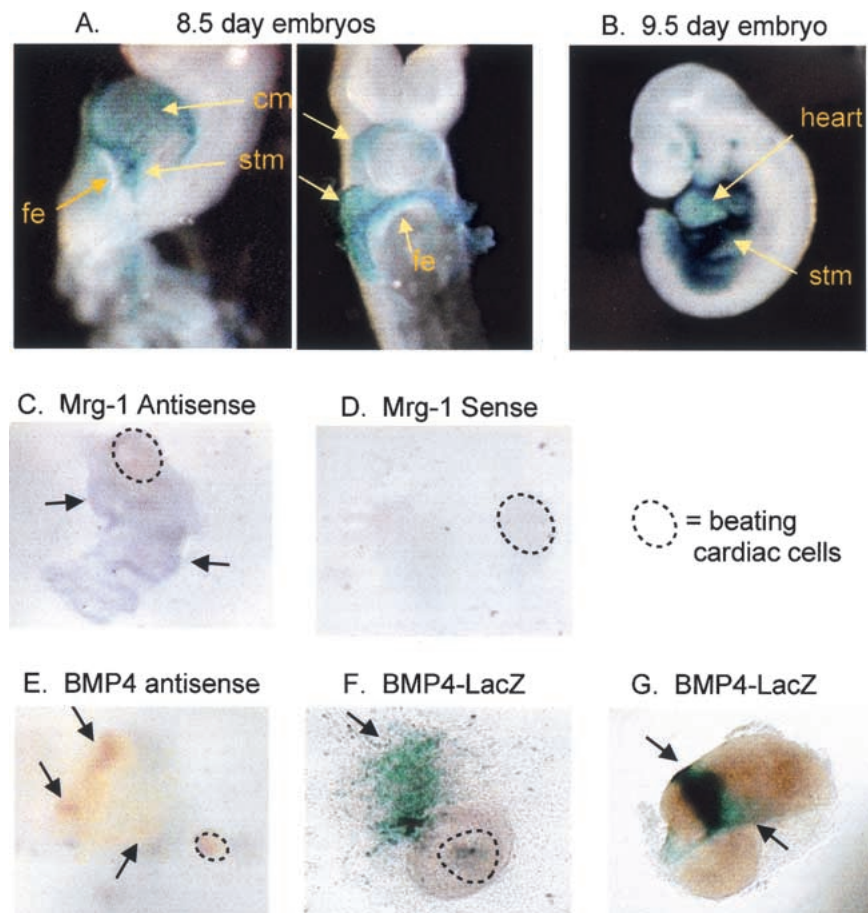 A. 8.5 day embryos
B. 9.5 day embryo
cm
stm
fe
fe
heart
stm
C. Mrg-1 Antisense
D. Mrg-1 Sense
= beating
cardiac cells
E. BMP4 antisense
F. BMP4-LacZ
G. BMP4-LacZ